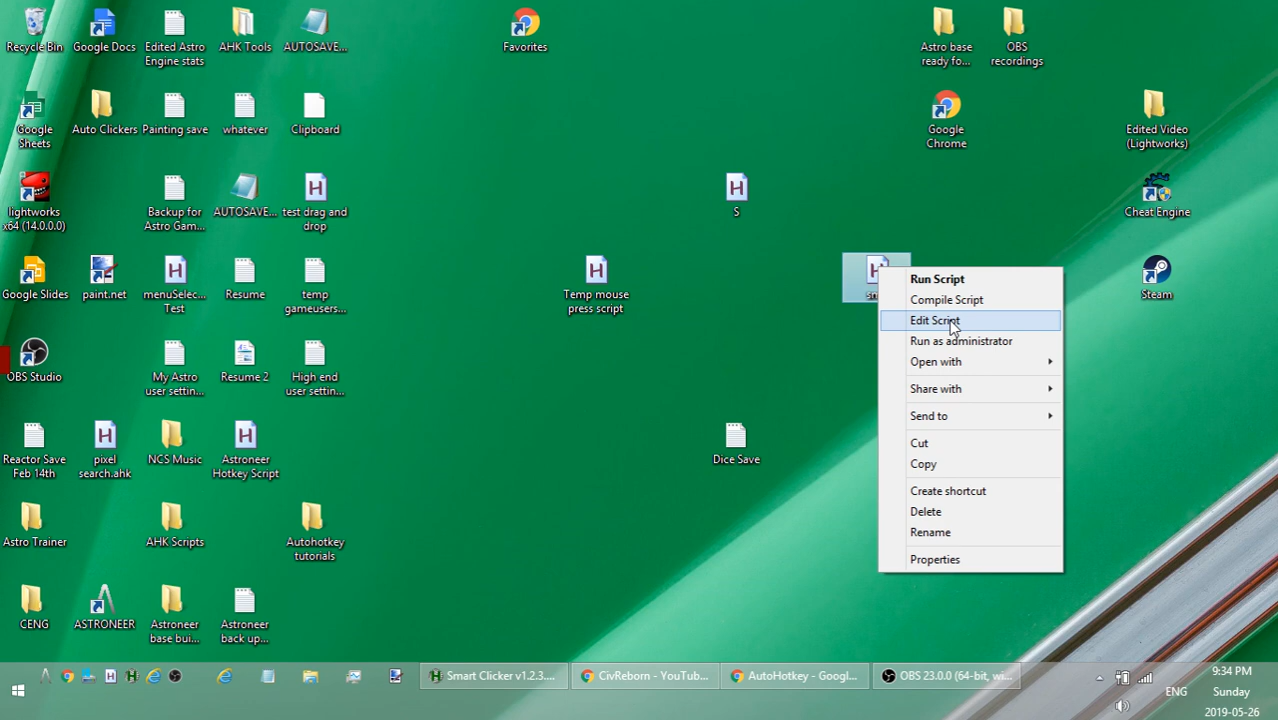 Recycle Bin
Google Docs
Edited Astro
Engine stats
AHK Tools
AUTOSAVE...
Favorites
Astro base
ready fo...
OBS
recordings
Google
Sheets
Auto Clickers
Painting save
whatever
Clipboard
Google
Chrome
Edited Video
(Lightworks)
lightworks
x64 (14.0.0.0)
Backup for
Astro Gam...
AUTOSAVE...
test drag and
drop
S
Cheat Engine
Google Slides
paint.net
menuSelec...
Test
Resume
temp
gameusers...
Temp mouse
press script
Steam
Run Script
Compile Script
Edit Script
Run as administrator
Open with
Share with
Send to
Cut
Copy
Create shortcut
Delete
Rename
Properties
OBS Studio
My Astro
user settin...
Resume 2
High end
user settin...
Reactor Save
Feb 14th
pixel
search.ahk
NCS Music
Astroneer
Hotkey Script
Dice Save
Astro Trainer
AHK Scripts
Autohotkey
tutorials
CENG
ASTRONEER
Astroneer
base bui...
Astroneer
back up...
Smart Clicker v1.2.3....
CivReborn - YouTub...
AutoHotkey - Googl...
OBS 23.0.0 (64-bit, wi...
ENG
9:34 PM
Sunday
2019-05-26